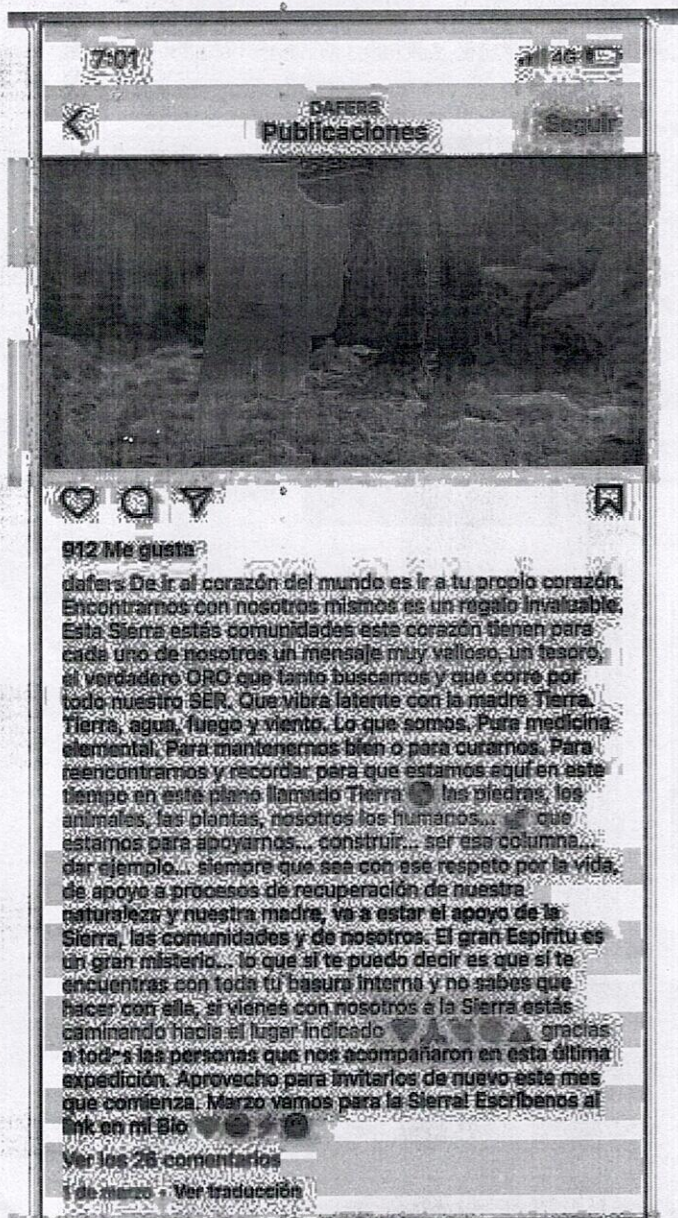 7:01 4G
DAFERS
Publicaciones Seguir
912 Me gusta
dafers De ir al corazón del mundo es ir a tu propio corazón.
Encontrarnos con nosotros mismos es un regalo invaluable.
Esta Sierra estás comunidades este corazón tienen para
cada uno de nosotros un mensaje muy valioso, un tesoro,
el verdadero ORO que tanto buscamos y que corre por
todo nuestro SER. Que vibra latente con la madre Tierra.
Tierra, agua, fuego y viento. Lo que somos. Pura medicina
elemental. Para mantenernos bien o para curarnos. Para
reencontrarnos y recordar para que estamos aquí en este
tiempo en este plano llamado Tierra las piedras, los
animales, las plantas, nosotros los humanos... que
estamos para apoyarnos... construir... ser esa columna...
dar ejemplo... siempre que sea con ese respeto por la vida,
de apoyo a procesos de recuperación de nuestra
naturaleza y nuestra madre, va a estar el apoyo de la
Sierra, las comunidades y de nosotros. El gran Espíritu es
un gran misterio... lo que si te puedo decir es que si te
encuentras con toda tu basura interna y no sabes que
hacer con ella, si vienes con nosotros a la Sierra estás
caminando hacia el lugar indicado gracias
a tod*s las personas que nos acompañaron en esta última
expedición. Aprovecho para invitarlos de nuevo este mes
que comienza. Marzo vamos para la Sierra! Escríbenos al
link en mi Bio
Ver los 26 comentarios
1 de marzo • Ver traducción